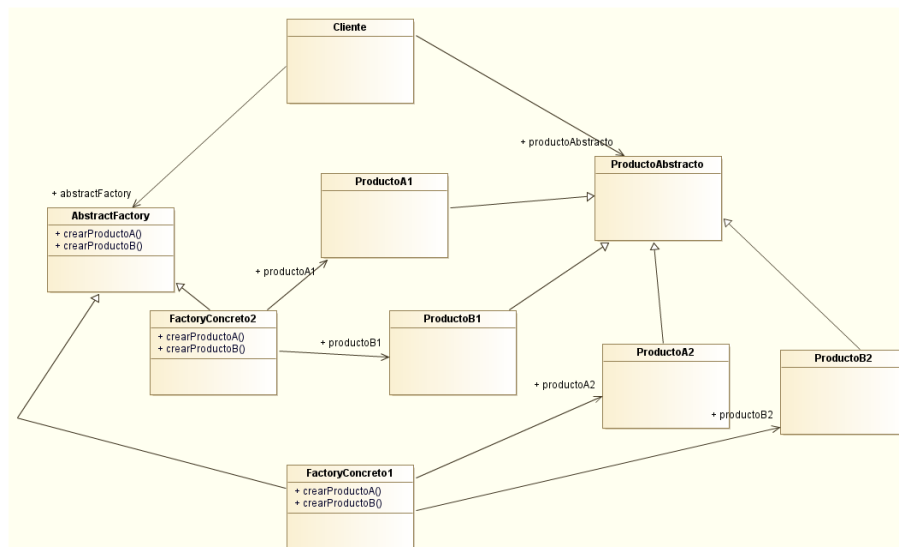 Cliente
+ productoAbstracto
ProductoAbstracto
ProductoA1
+ abstractFactory
AbstractFactory
+ crearProductoA()
+ crearProductoB()
+ productoA1
FactoryConcreto2
+ crearProductoA()
+ crearProductoB()
+ productoB1
ProductoB1
ProductoA2
ProductoB2
+ productoA2
+ productoB2
FactoryConcreto1
+ crearProductoA()
+ crearProductoB()